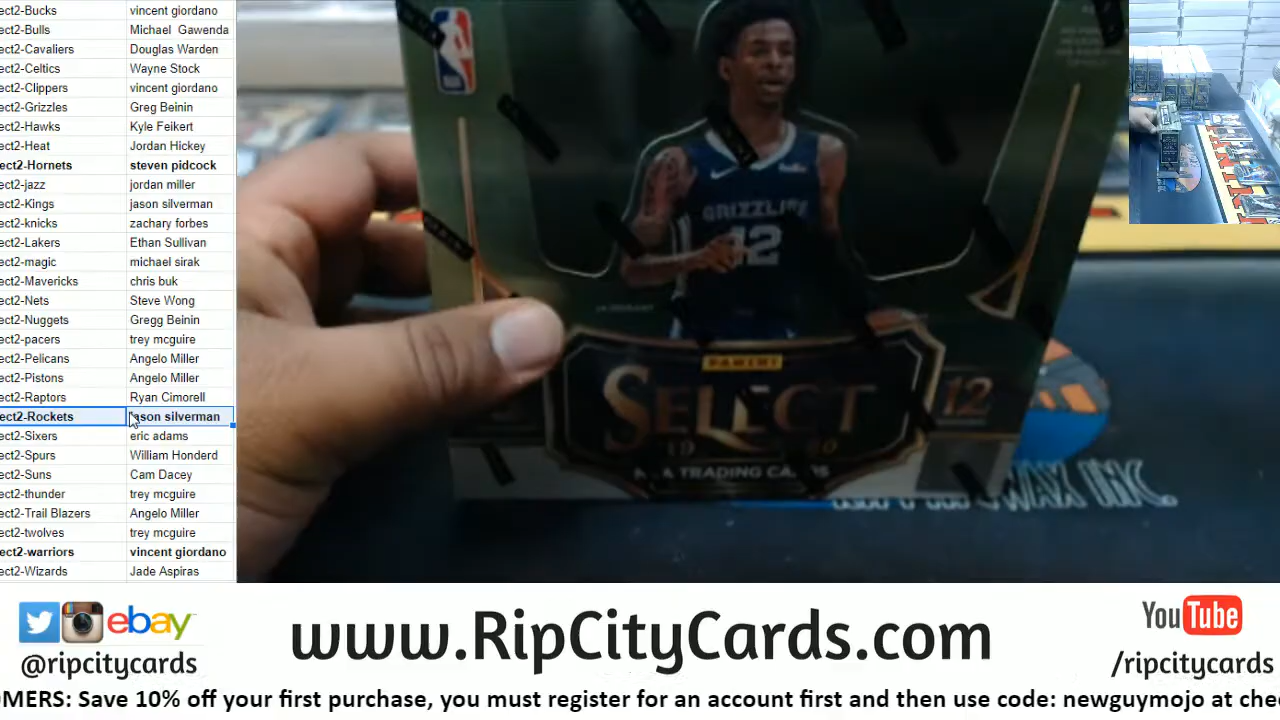 ect2-Bucks vincent giordano
ect2-Bulls Michael Gawenda
ect2-Cavaliers Douglas Warden
ect2-Celtics Wayne Stock
ect2-Clippers vincent giordano
ect2-Grizzles Greg Beinin
ect2-Hawks Kyle Feikert
ect2-Heat Jordan Hickey
ect2-Hornets steven pidcock
ect2-jazz jordan miller
ect2-Kings jason silverman
ect2-knicks zachary forbes
ect2-Lakers Ethan Sullivan
ect2-magic michael sirak
ect2-Mavericks chris buk
ect2-Nets Steve Wong
ect2-Nuggets Gregg Beinin
ect2-pacers trey mcguire
ect2-Pelicans Angelo Miller
ect2-Pistons Angelo Miller
ect2-Raptors Ryan Cimorell
ect2-Rockets jason silverman
ect2-Sixers eric adams
ect2-Spurs William Honderd
ect2-Suns Cam Dacey
ect2-thunder trey mcguire
ect2-Trail Blazers Angelo Miller
ect2-twolves trey mcguire
ect2-warriors vincent giordano
ect2-Wizards Jade Aspiras
GRIZZLIES
12
PANINI
SELECT
12
TRADING
WAX INC.
ebay
@ripcitycards
www.RipCityCards.com
YouTube
/ripcitycards
OMERS: Save 10% off your first purchase, you must register for an account first and then use code: newguymojo at che